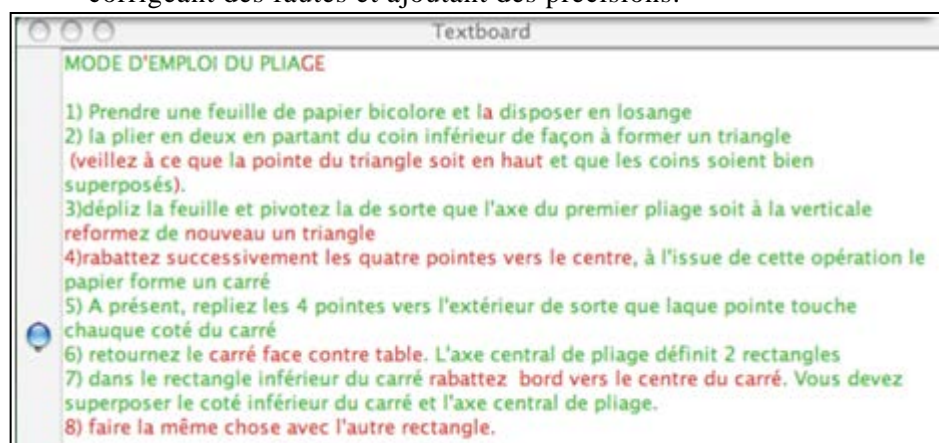 corrigeant des fautes et ajoutant des précisions.
Textboard
MODE D'EMPLOI DU PLIAGE
1) Prendre une feuille de papier bicolore et la disposer en losange
2) la plier en deux en partant du coin inférieur de façon à former un triangle
(veillez à ce que la pointe du triangle soit en haut et que les coins soient bien
superposés).
3)dépliz la feuille et pivotez la de sorte que l'axe du premier pliage soit à la verticale
reformez de nouveau un triangle
4)rabattez successivement les quatre pointes vers le centre, à l'issue de cette opération le
papier forme un carré
5) A présent, repliez les 4 pointes vers l'extérieur de sorte que laque pointe touche
chauque coté du carré
6) retournez le carré face contre table. L'axe central de pliage définit 2 rectangles
7) dans le rectangle inférieur du carré rabattez  bord vers le centre du carré. Vous devez
superposer le coté inférieur du carré et l'axe central de pliage.
8) faire la même chose avec l'autre rectangle.